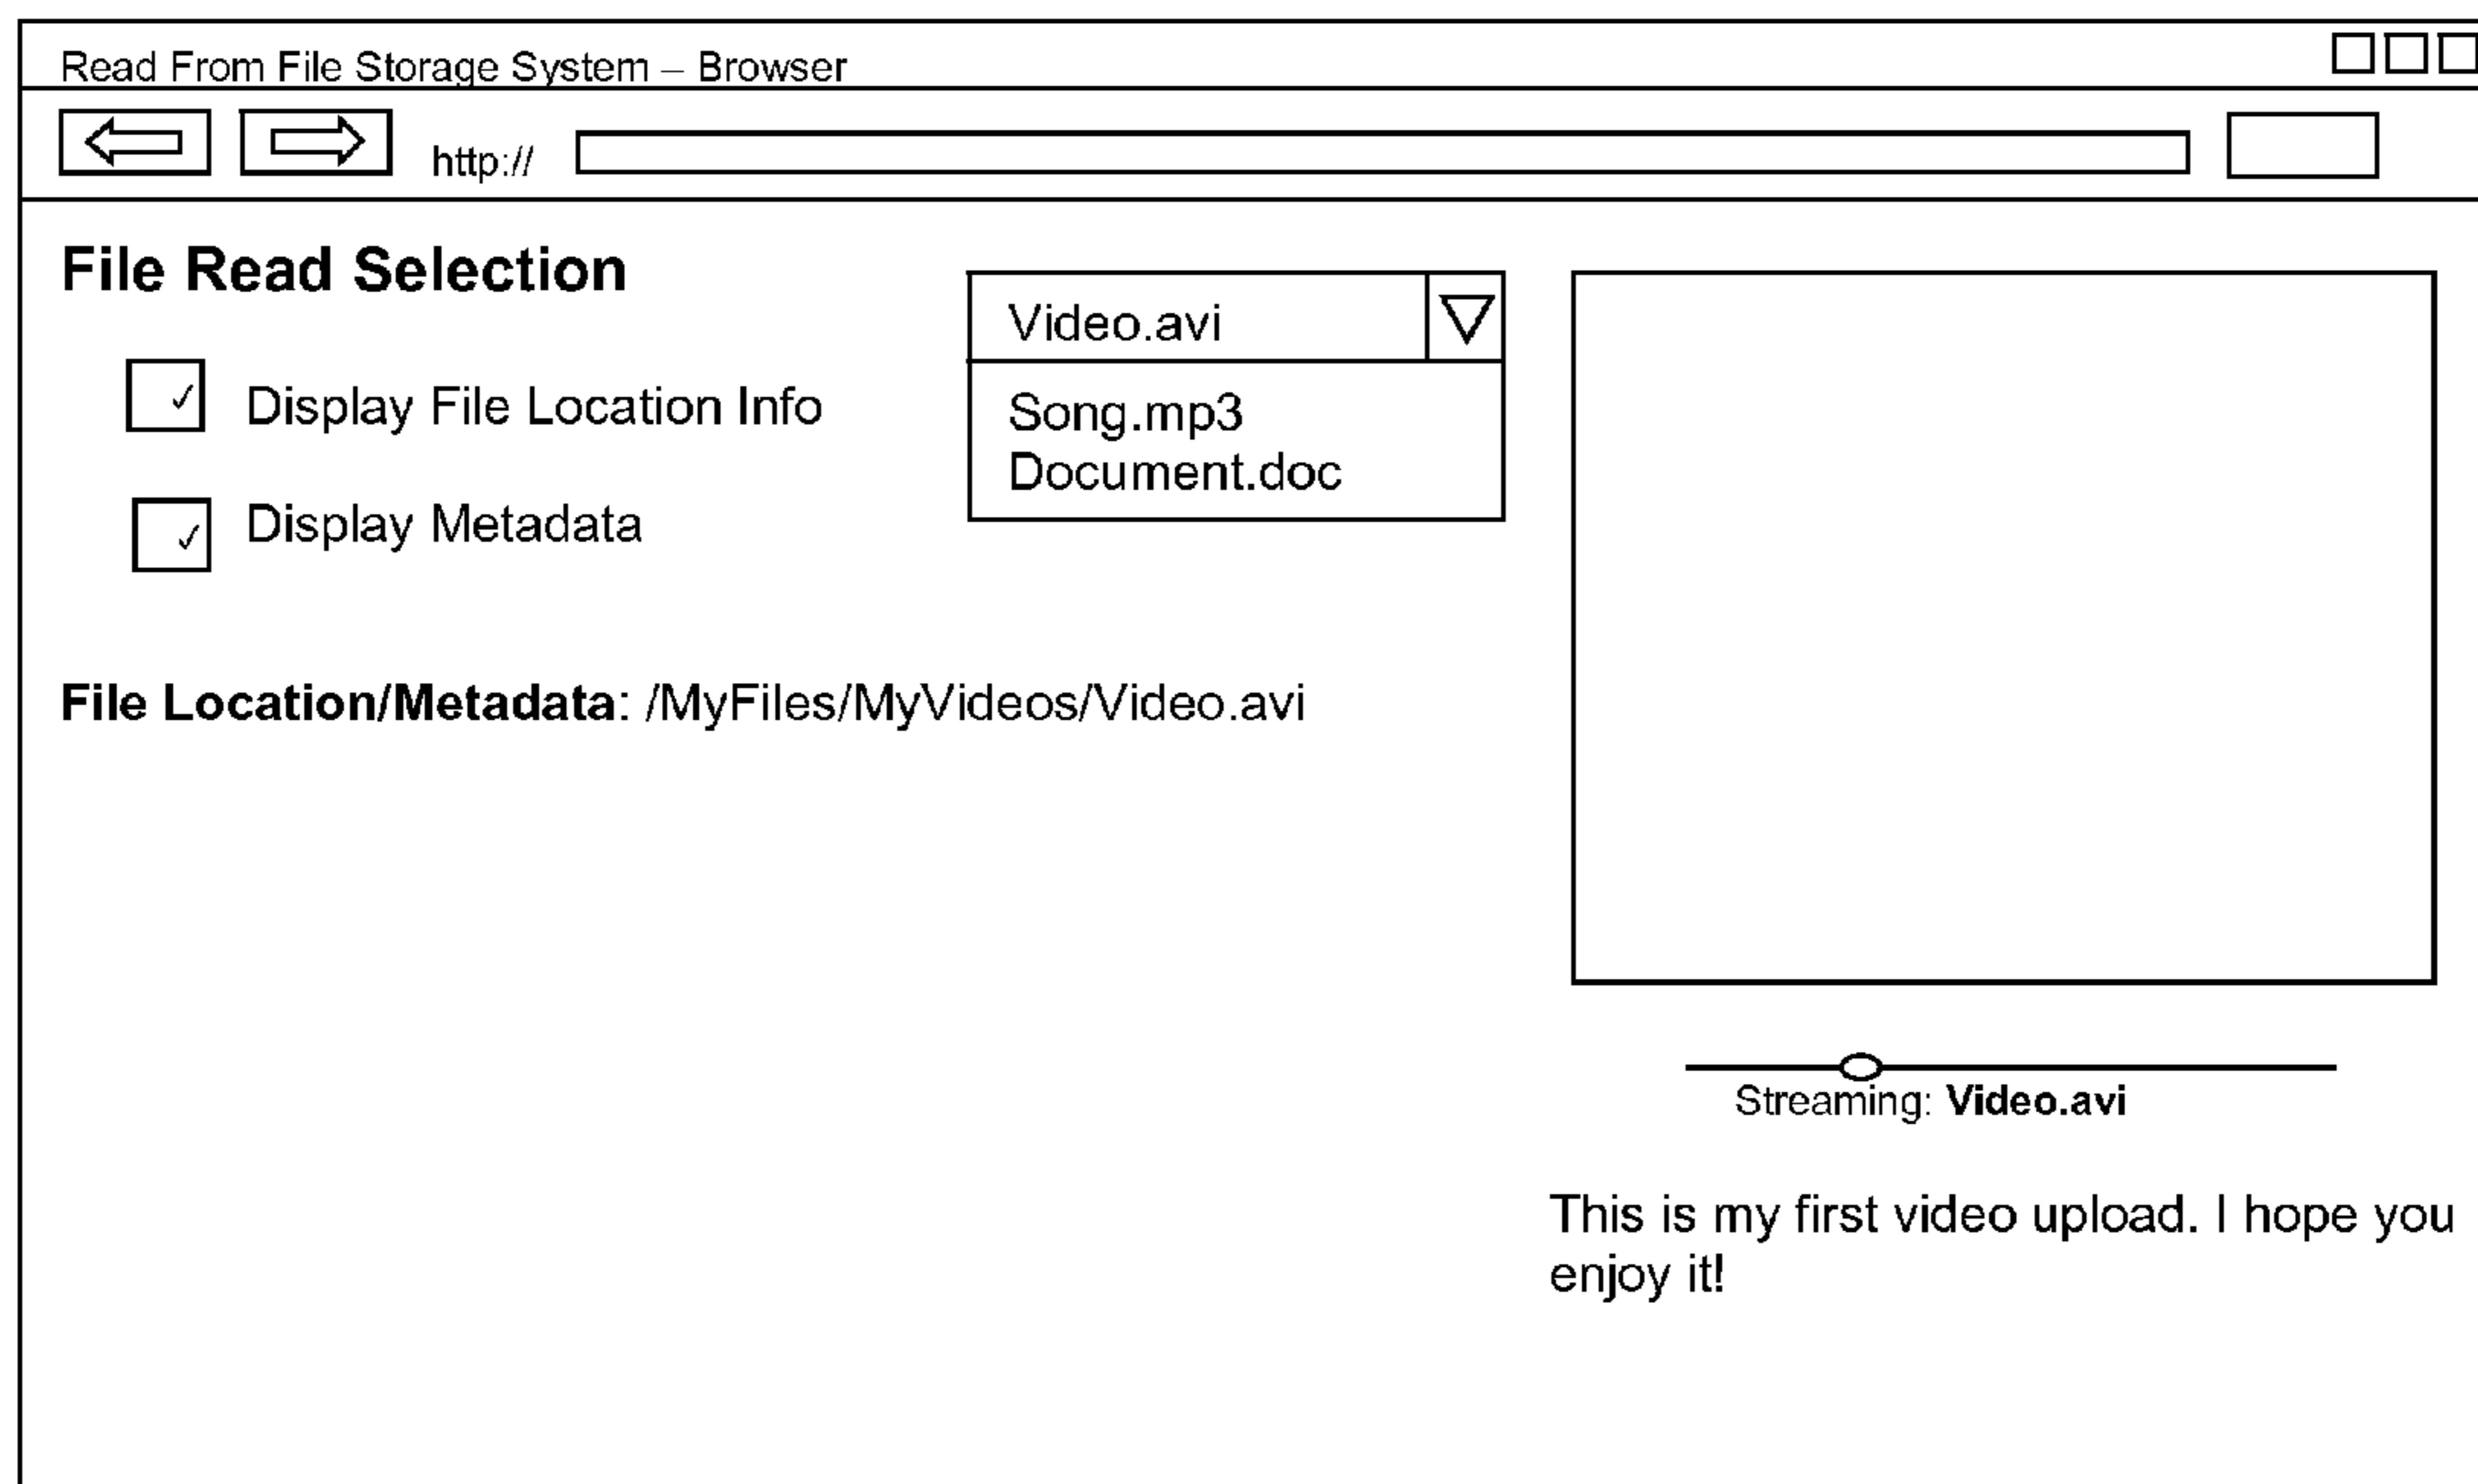 Read From File Storage System – Browser
http://
File Read Selection
Video.avi
Display File Location Info
Song.mp3
Document.doc
Display Metadata
File Location/Metadata: /MyFiles/MyVideos/Video.avi
Streaming: Video.avi
This is my first video upload. I hope you
enjoy it!